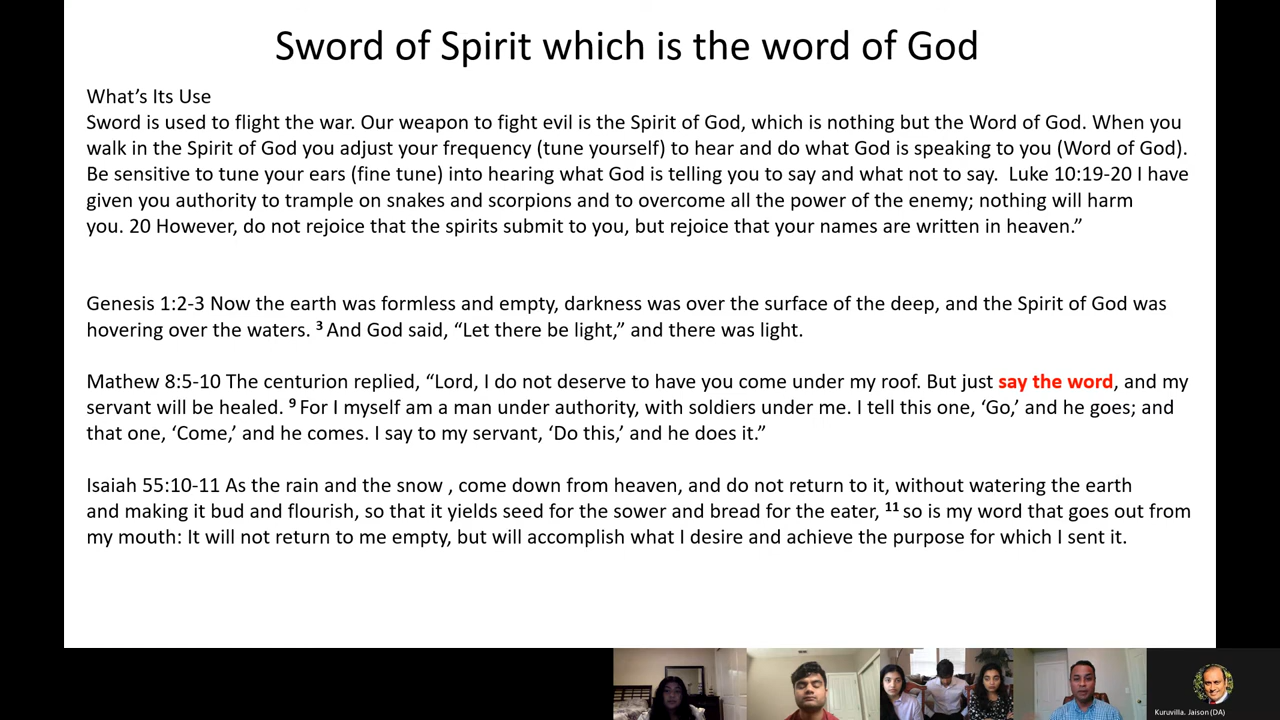 Sword of Spirit which is the word of God
What’s Its Use
Sword is used to flight the war. Our weapon to fight evil is the Spirit of God, which is nothing but the Word of God. When you
walk in the Spirit of God you adjust your frequency (tune yourself) to hear and do what God is speaking to you (Word of God).
Be sensitive to tune your ears (fine tune) into hearing what God is telling you to say and what not to say.  Luke 10:19-20 I have
given you authority to trample on snakes and scorpions and to overcome all the power of the enemy; nothing will harm
you. 20 However, do not rejoice that the spirits submit to you, but rejoice that your names are written in heaven.”
Genesis 1:2-3 Now the earth was formless and empty, darkness was over the surface of the deep, and the Spirit of God was
hovering over the waters. ³ And God said, “Let there be light,” and there was light.
Mathew 8:5-10 The centurion replied, “Lord, I do not deserve to have you come under my roof. But just say the word, and my
servant will be healed. ⁹ For I myself am a man under authority, with soldiers under me. I tell this one, ‘Go,’ and he goes; and
that one, ‘Come,’ and he comes. I say to my servant, ‘Do this,’ and he does it.”
Isaiah 55:10-11 As the rain and the snow , come down from heaven, and do not return to it, without watering the earth
and making it bud and flourish, so that it yields seed for the sower and bread for the eater, ¹¹ so is my word that goes out from
my mouth: It will not return to me empty, but will accomplish what I desire and achieve the purpose for which I sent it.
Kuruvilla. Jaison (DA)